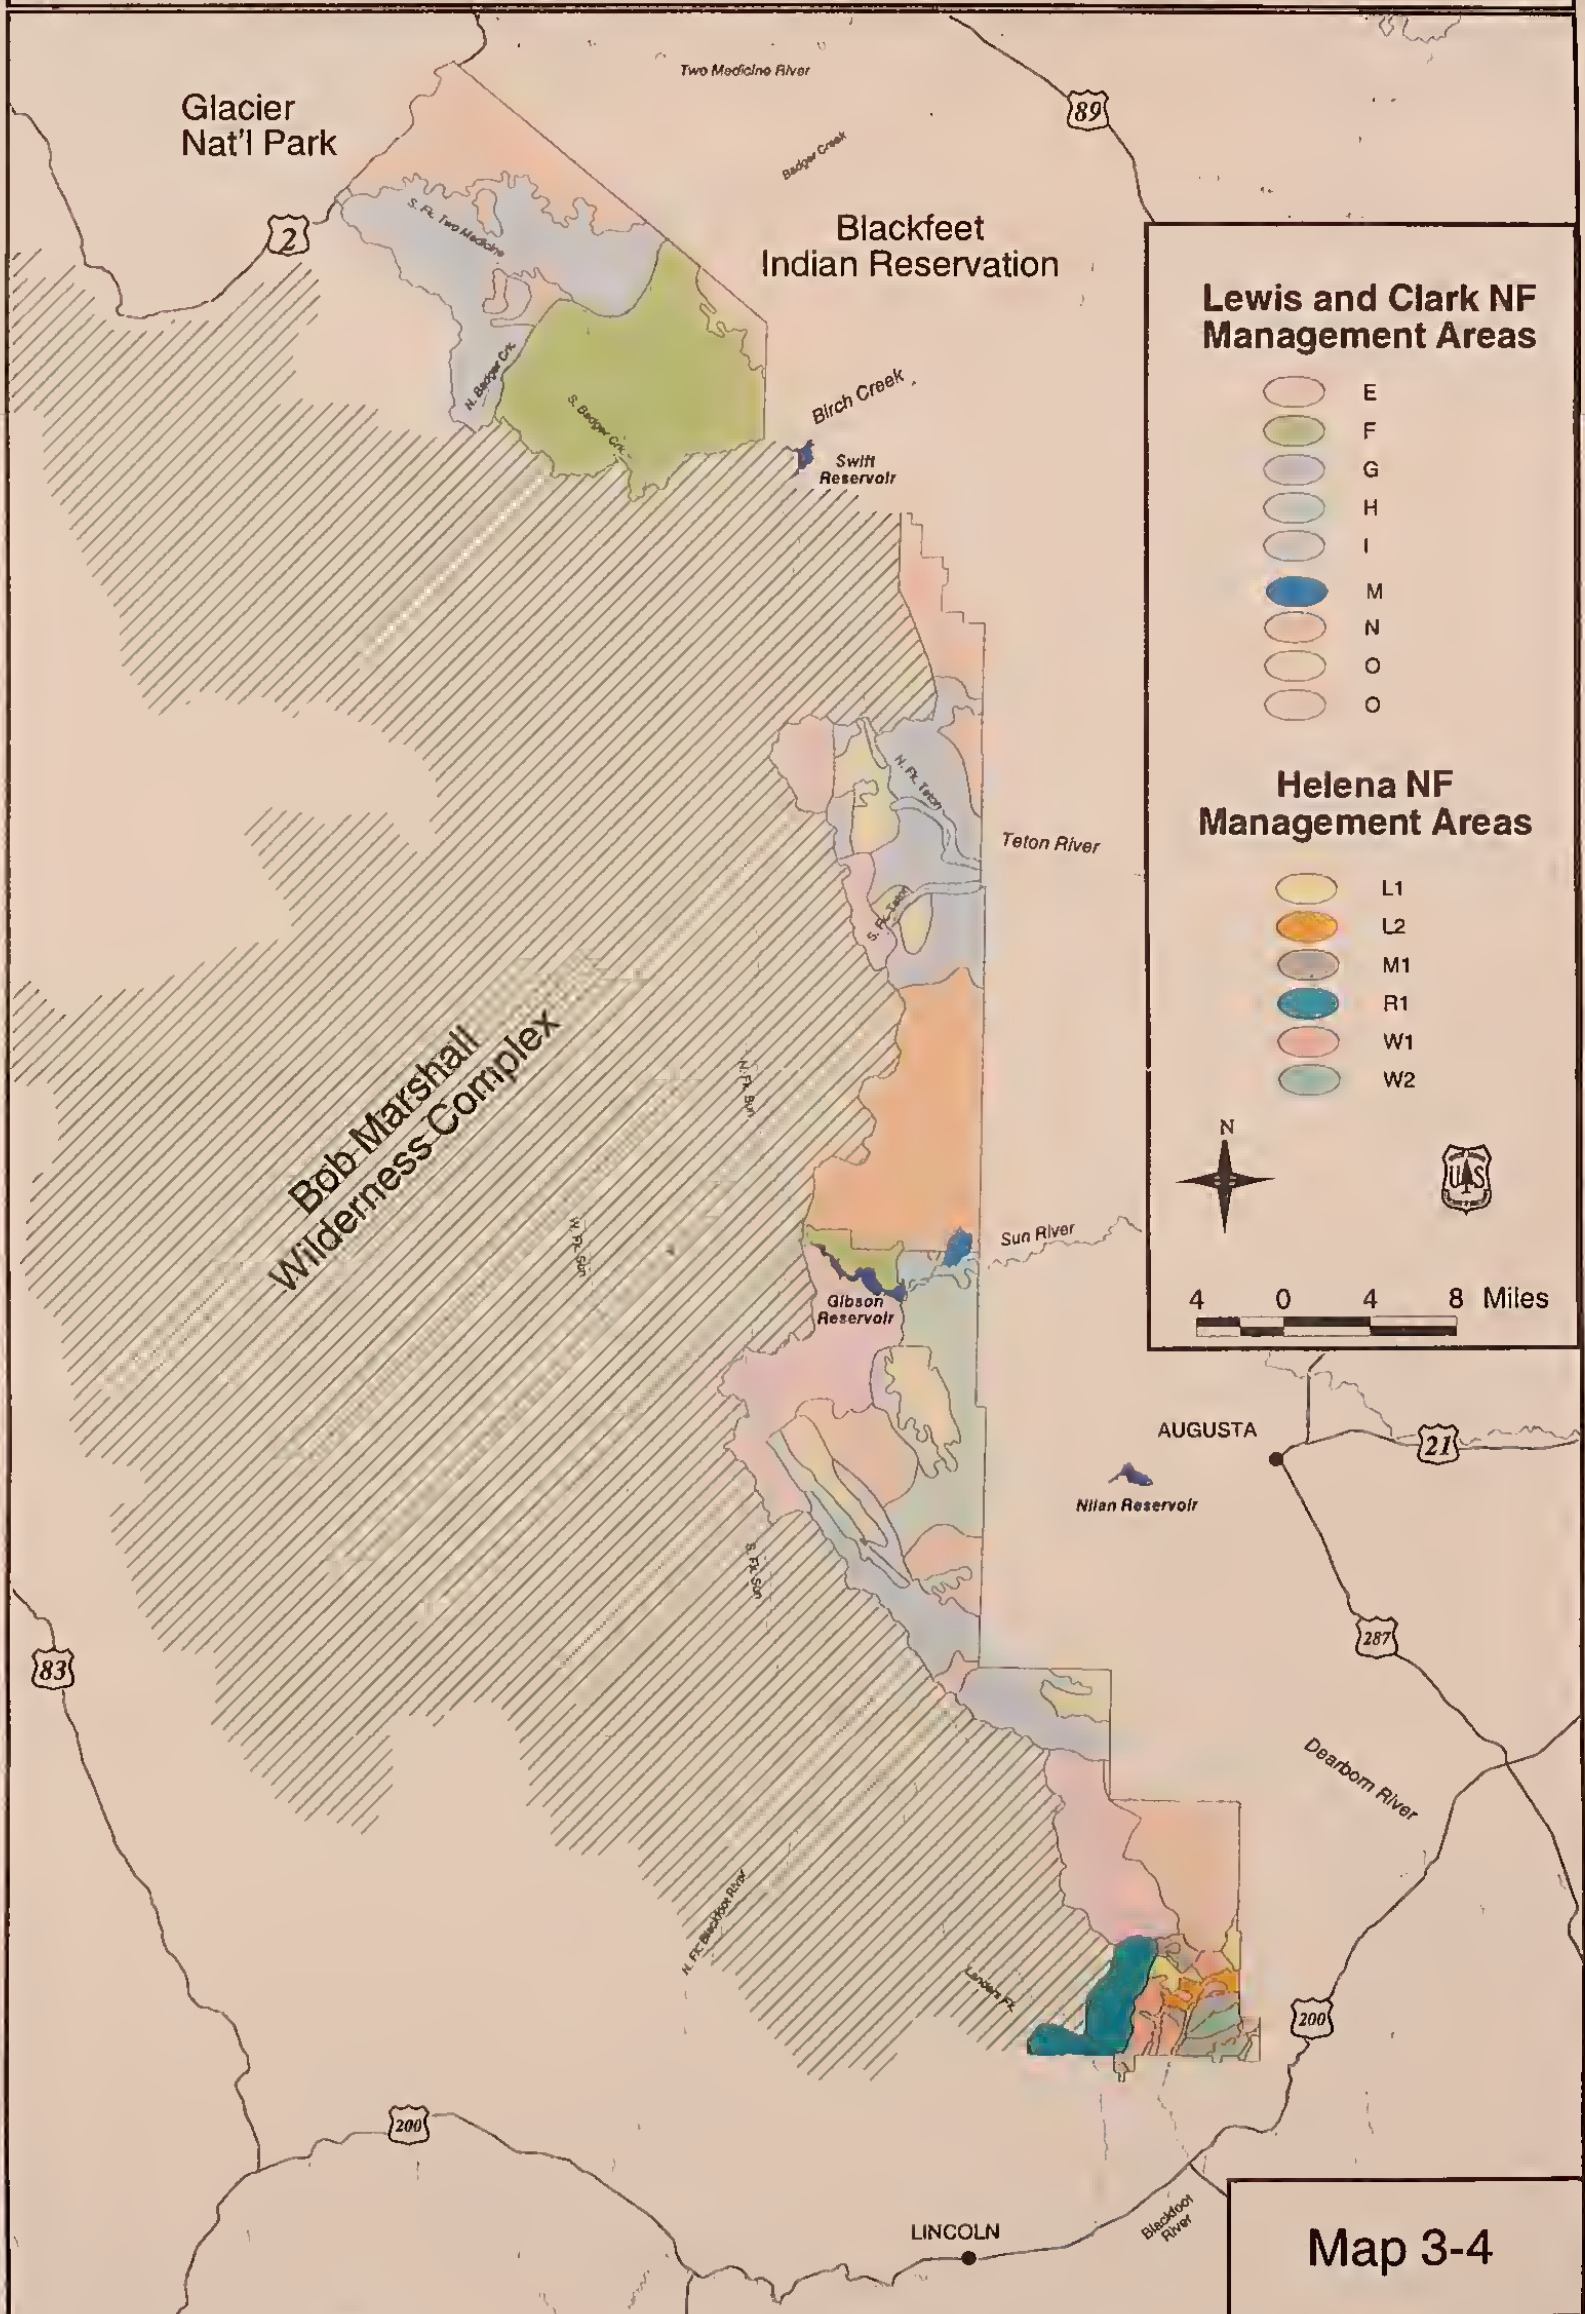 Two Medicine River
Glacier
Nat'l Park
89
Badger Creek
2
S. Fk. Two Medicine
Blackfeet
Indian Reservation
N. Badger Crk.
S. Badger Crk.
Birch Creek
Swift
Reservoir
Lewis and Clark NF
Management Areas
E
F
G
H
I
M
N
O
O
Helena NF
Management Areas
L1
L2
M1
R1
W1
W2
N
US
4 0 4 8 Miles
N. Fk. Teton
Teton River
S. Fk. Teton
Bob Marshall
Wilderness Complex
N. Fk. Sun
W. Fk. Sun
Sun River
Gibson
Reservoir
AUGUSTA
21
Nilan Reservoir
S. Fk. Sun
287
83
Dearborn River
N. Fk. Blackfoot River
Landers Fk.
200
200
LINCOLN
Blackfoot
River
Map 3-4